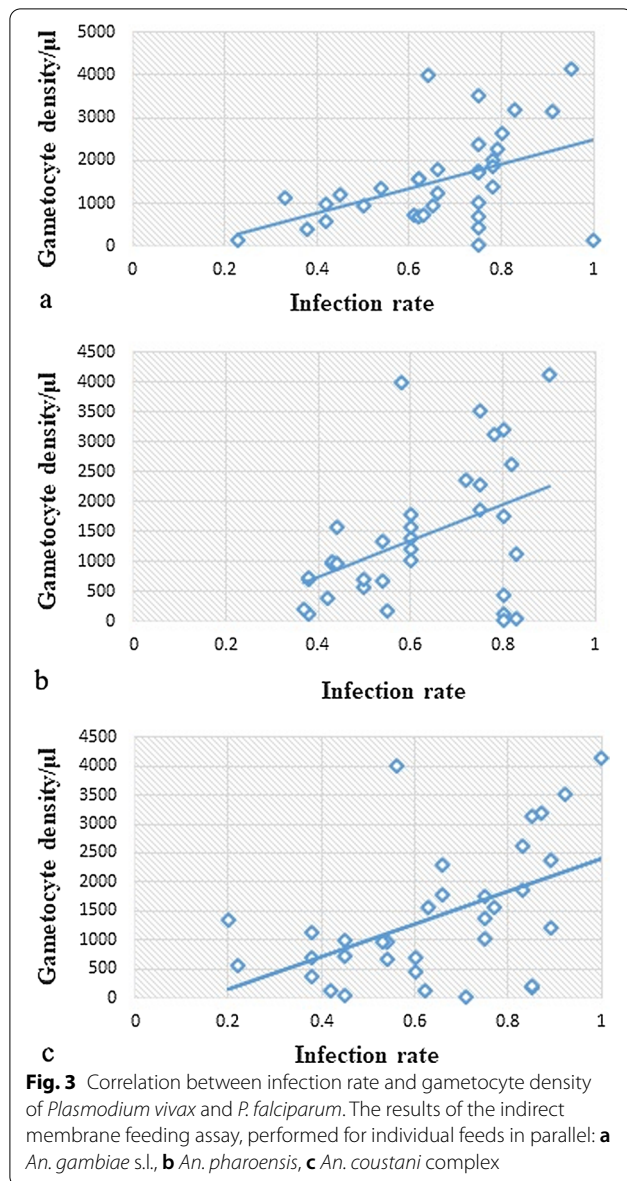 5000
4000
3000
2000
1000
0
Gametocyte density/µl
0 0.2 0.4 0.6 0.8 1
a
Infection rate
4500
4000
3500
3000
2500
2000
1500
1000
500
0
Gametocyte density/µl
0 0.2 0.4 0.6 0.8 1
b
Infection rate
4500
4000
3500
3000
2500
2000
1500
1000
500
0
Gametocyte density/µl
0 0.2 0.4 0.6 0.8 1
c
Infection rate
Fig. 3 Correlation between infection rate and gametocyte density
of Plasmodium vivax and P. falciparum. The results of the indirect
membrane feeding assay, performed for individual feeds in parallel: a
An. gambiae s.l., b An. pharoensis, c An. coustani complex